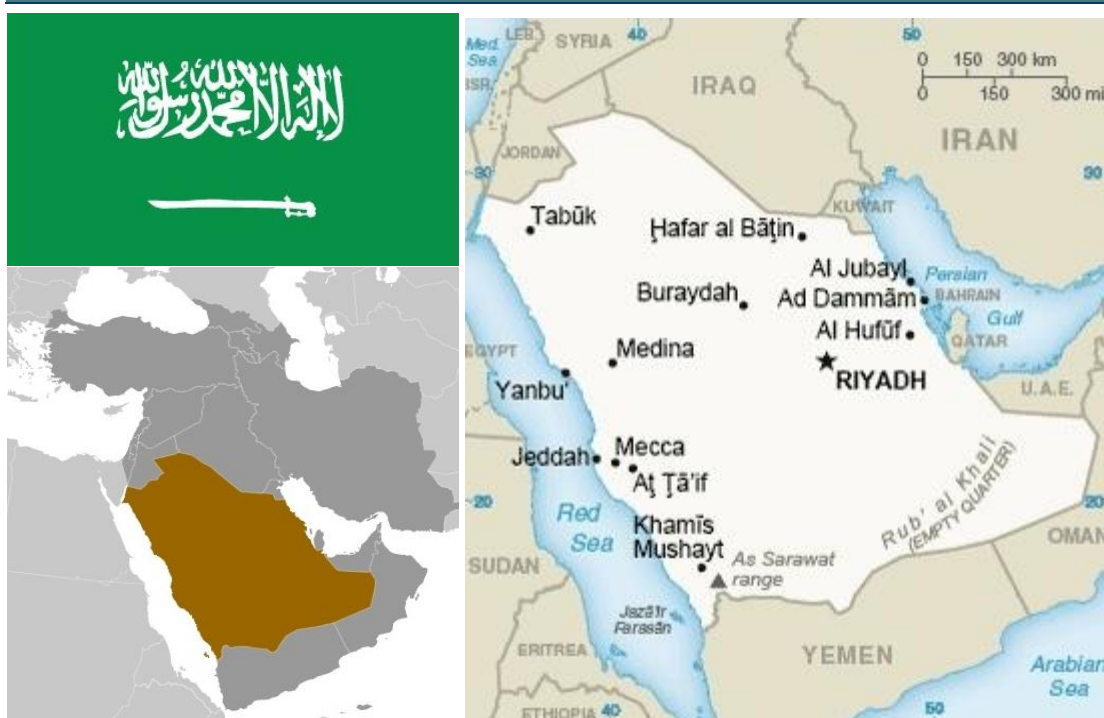 لا إله إلا الله محمد رسول الله
40
50
Med.
Sea
LEB.
SYRIA
ISR.
IRAQ
0 150 300 km
0 150 300 mi
IRAN
JORDAN
30
30
KUWAIT
Tabūk
Ḩafar al Bāţin
Al Jubayl
Persian
Gulf
Buraydah
Ad Dammām
BAHRAIN
Al Hufūf
QATAR
EGYPT
Medina
RIYADH
U.A.E.
Yanbu'
Jeddah
Mecca
Aţ Ţā'if
Rub' al Khali
(EMPTY QUARTER)
20
20
Red
Sea
Khamīs
Mushayt
OMAN
SUDAN
As Sarawat
range
Jazā'ir
Farasān
ERITREA
YEMEN
Arabian
Sea
ETHIOPIA
40
50